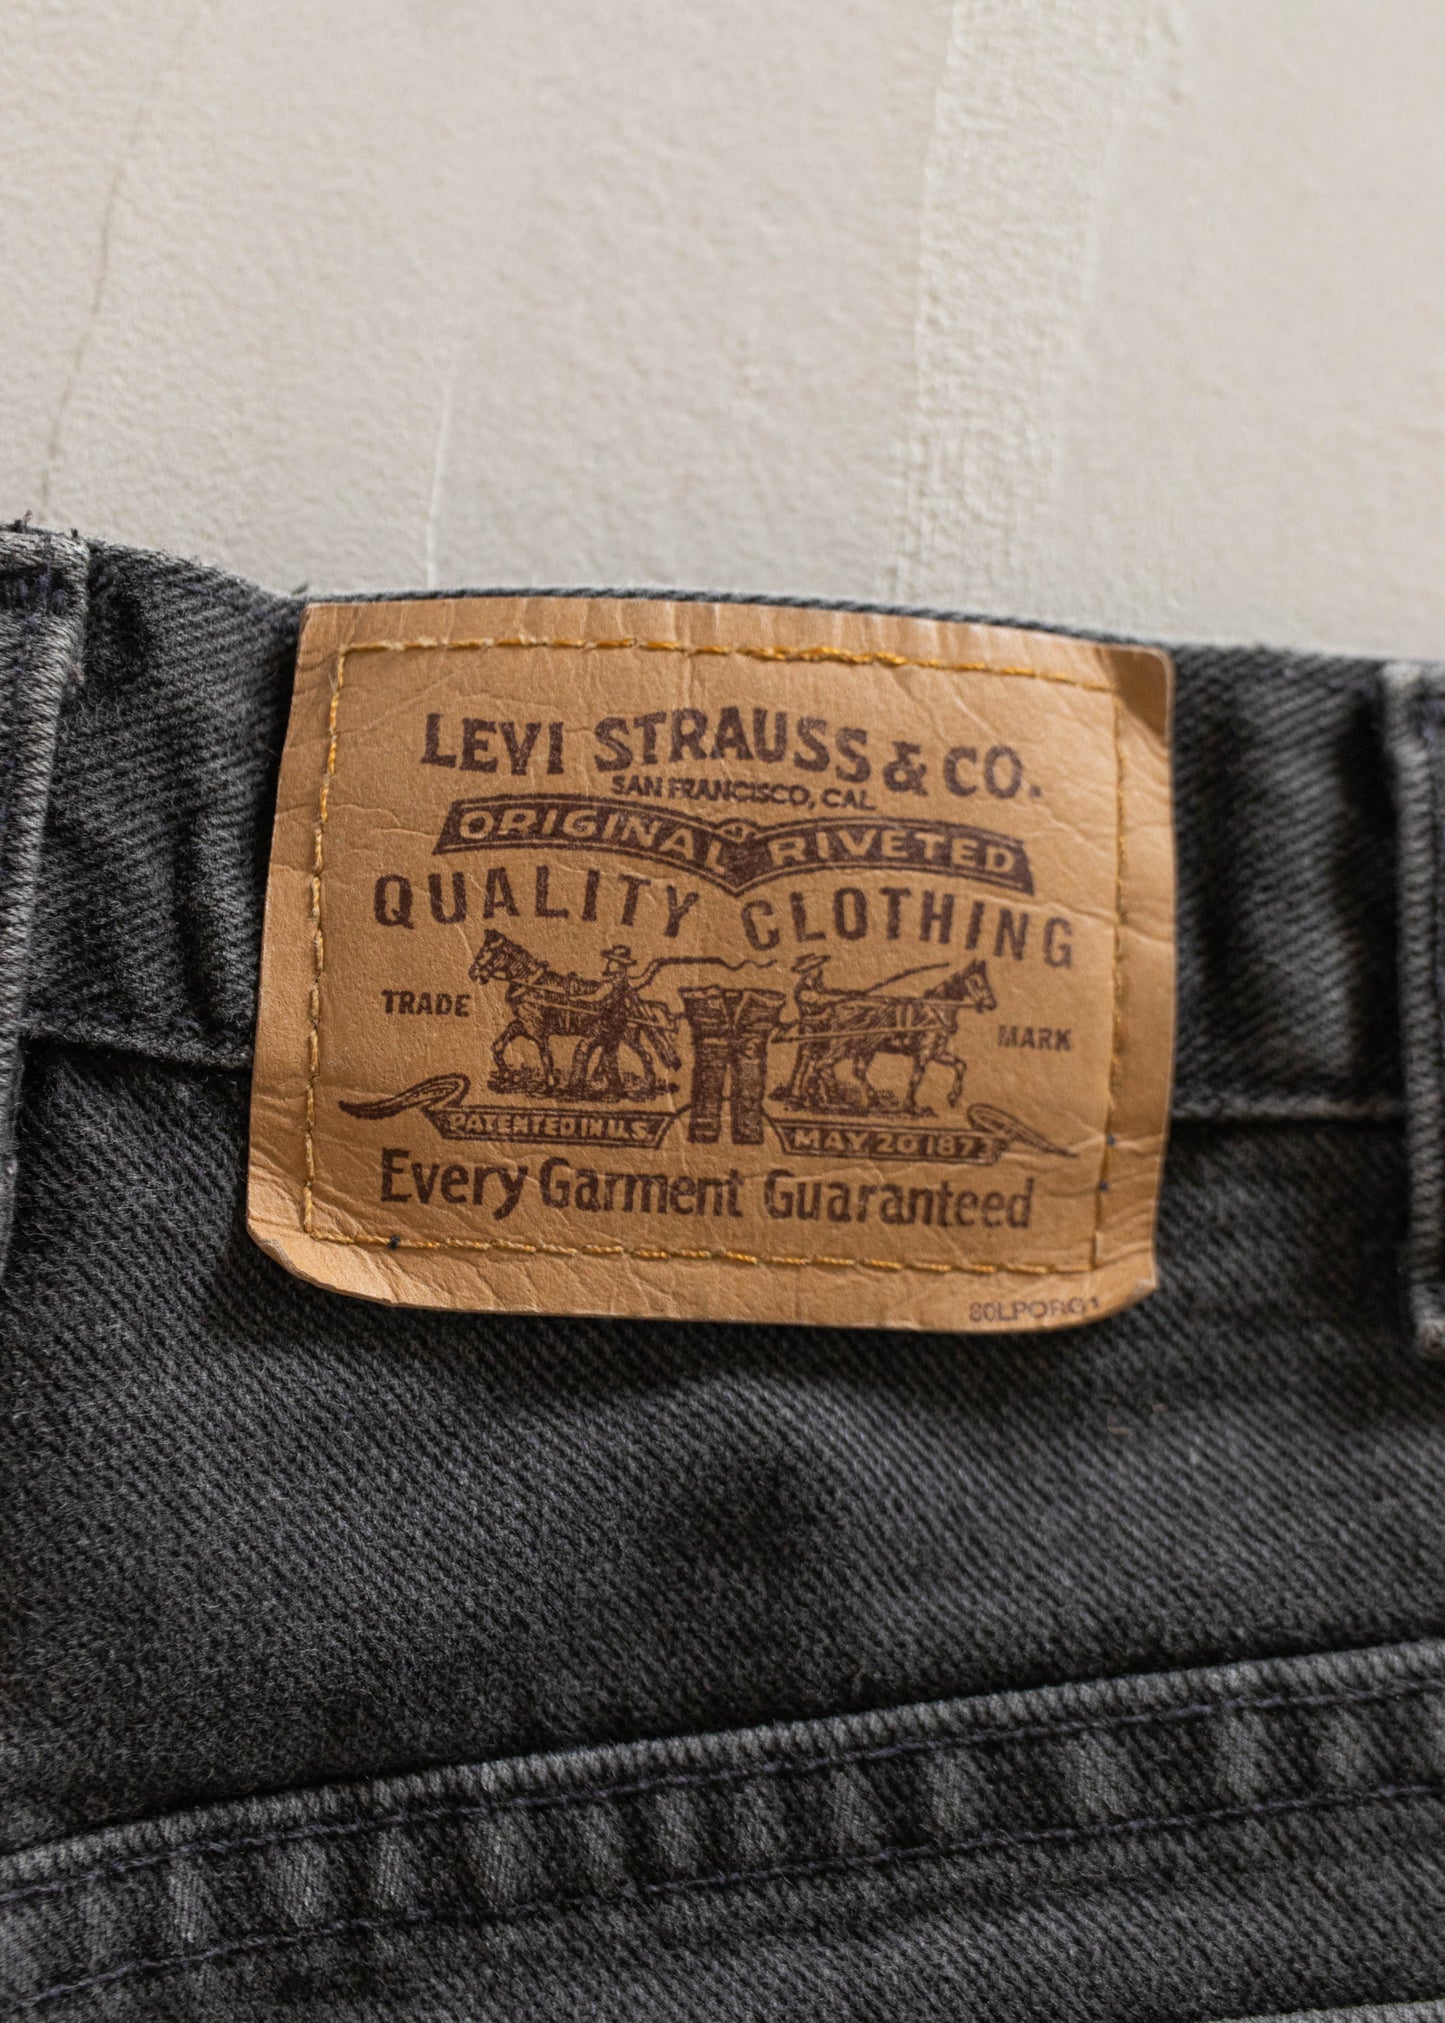 LEVI STRAUSS & CO.
SAN FRANCISCO, CAL
ORIGINAL RIVETED
QUALITY CLOTHING
TRADE MARK
PATENTED IN U.S. MAY 20 1873
Every Garment Guaranteed